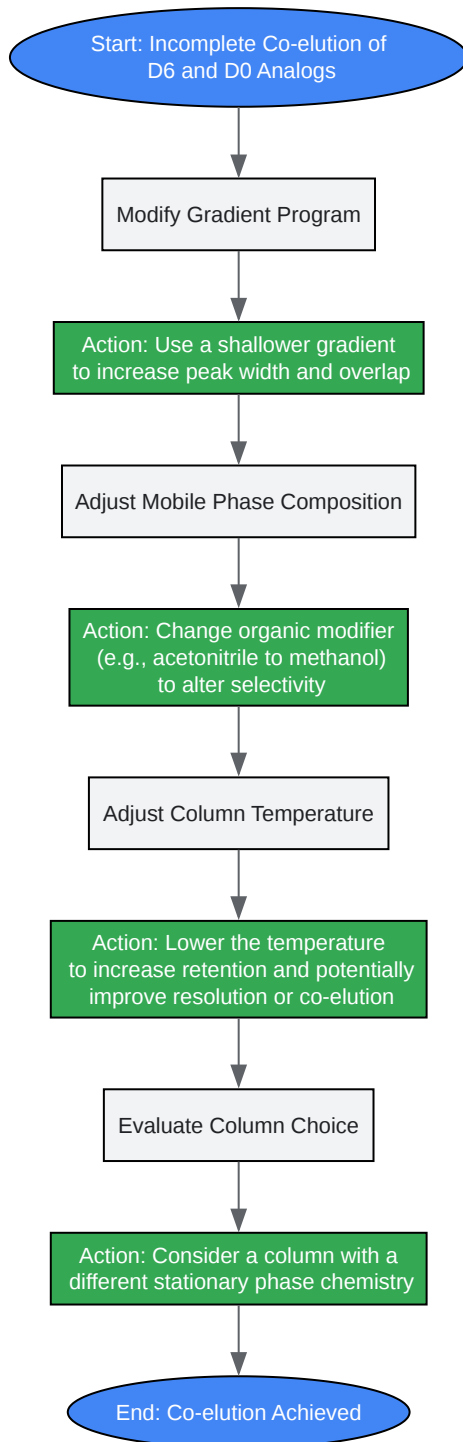 Start: Incomplete Co-elution of
D6 and D0 Analogs
Modify Gradient Program
Action: Use a shallower gradient
to increase peak width and overlap
Adjust Mobile Phase Composition
Action: Change organic modifier
(e.g., acetonitrile to methanol)
to alter selectivity
Adjust Column Temperature
Action: Lower the temperature
to increase retention and potentially
improve resolution or co-elution
Evaluate Column Choice
Action: Consider a column with a
different stationary phase chemistry
End: Co-elution Achieved